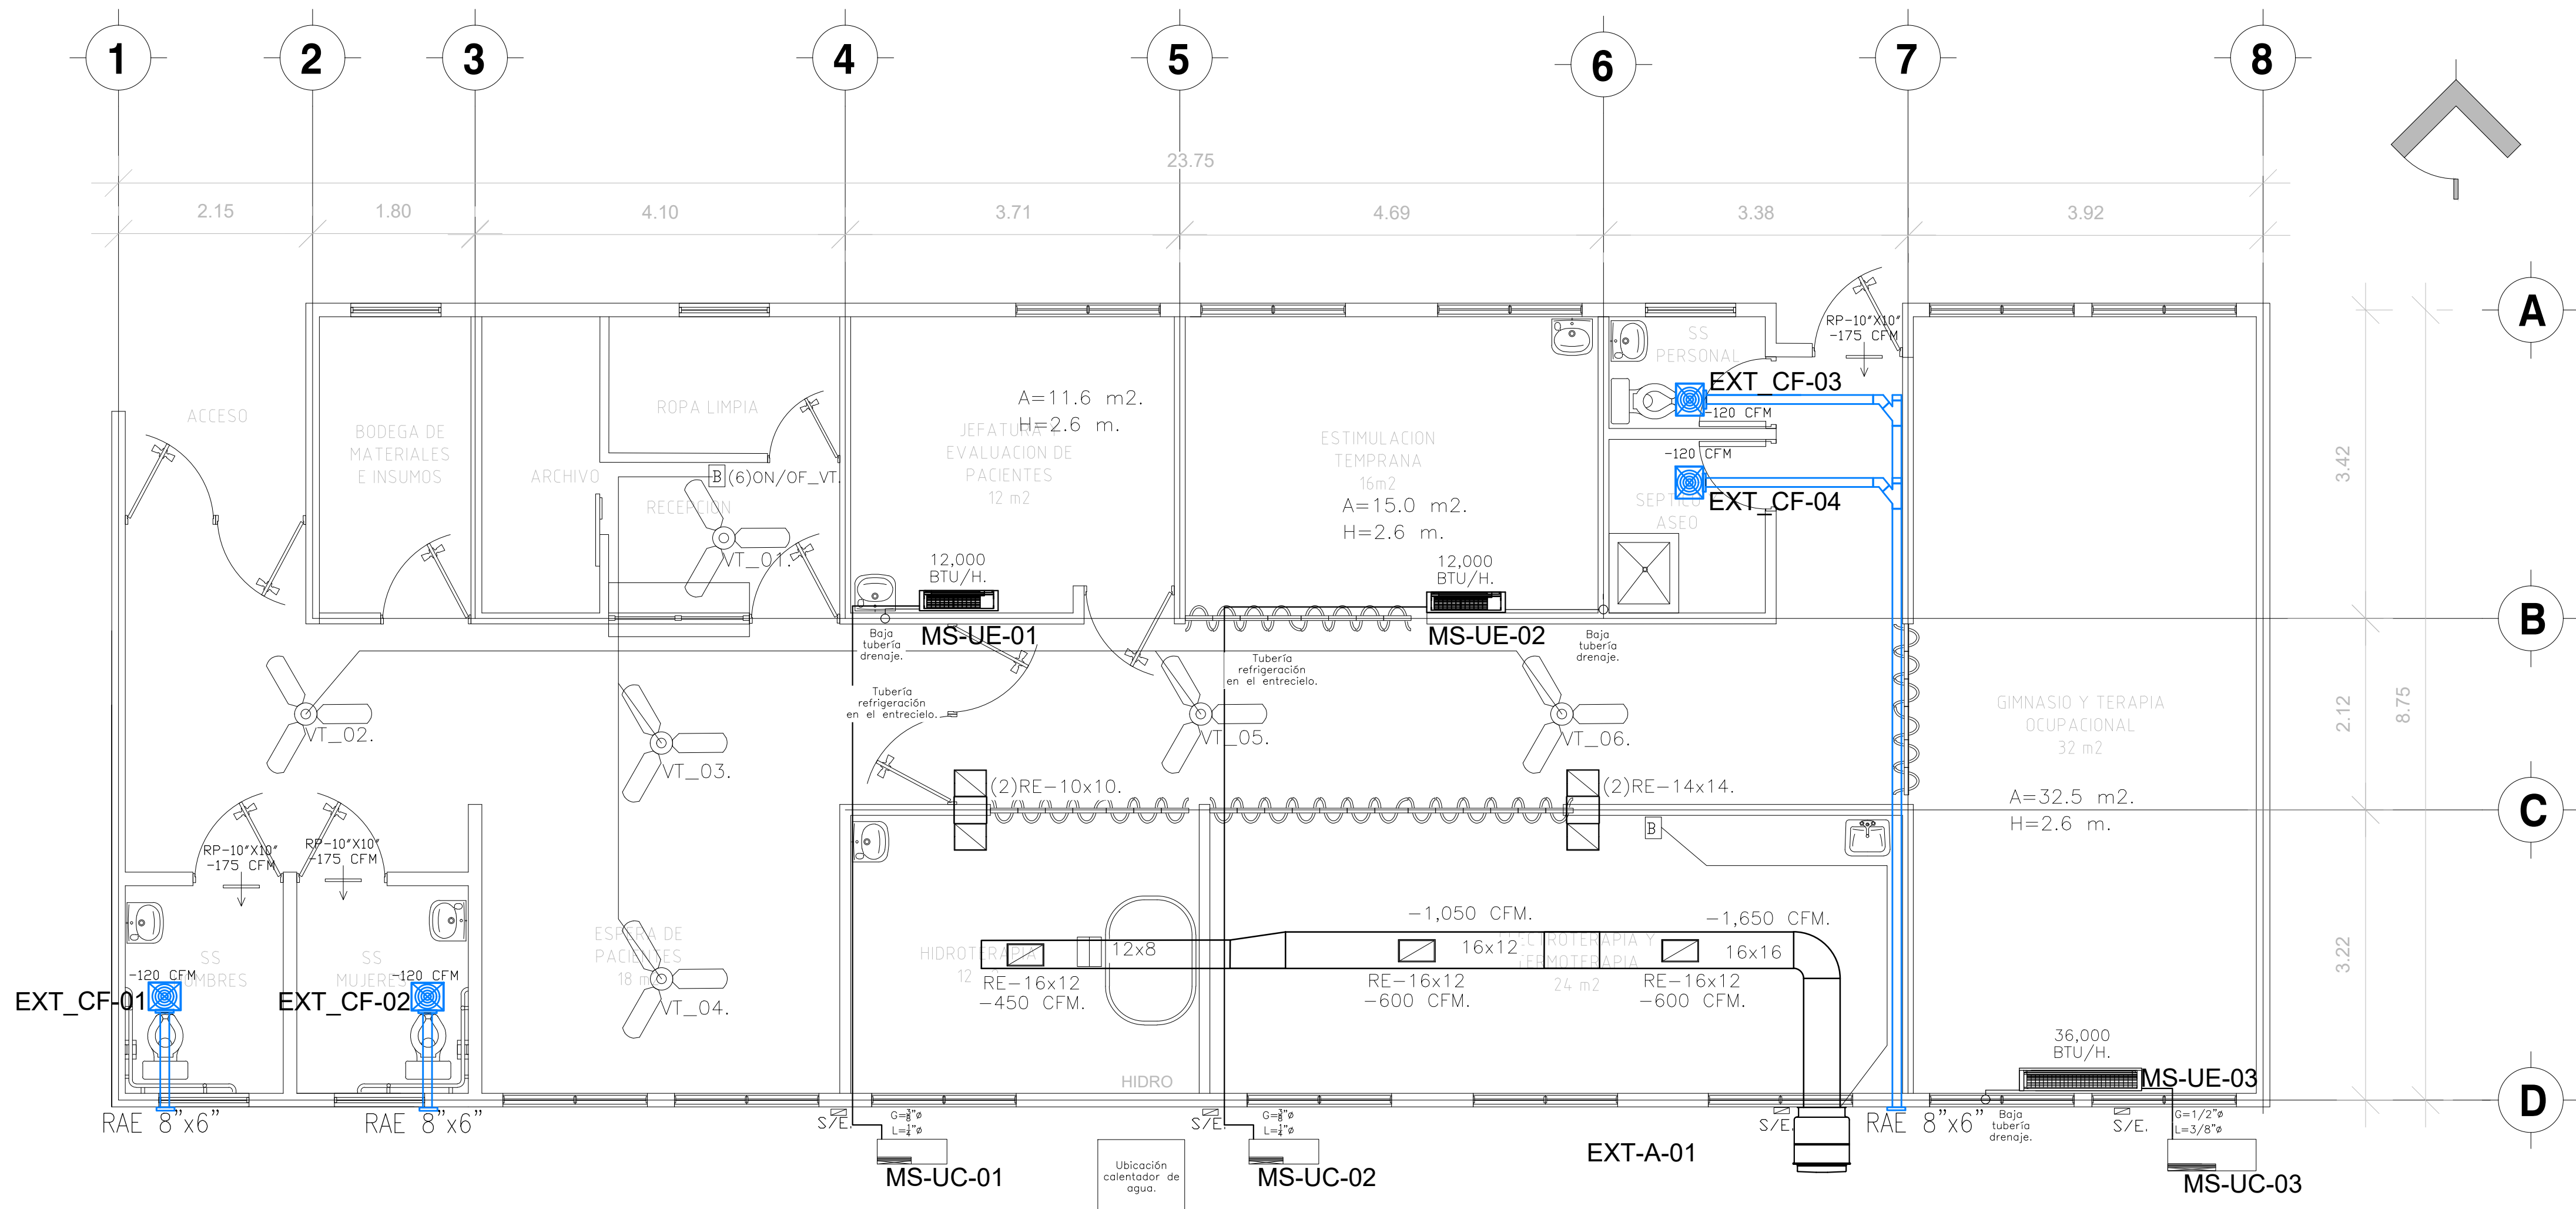 1
2
3
4
5
6
7
8
23.75
2.15
1.80
4.10
3.71
4.69
3.38
3.92
A
B
C
D
3.42
2.12
3.22
8.75
ACCESO
BODEGA DE
MATERIALES
E INSUMOS
ARCHIVO
ROPA LIMPIA
B (6)ON/OF_VT.
RECEPCION
VT_01.
A=11.6 m2.
H=2.6 m.
JEFATURA Y
EVALUACION DE
PACIENTES
12 m2
12,000
BTU/H.
MS-UE-01
Baja
tubería
drenaje.
ESTIMULACION
TEMPRANA
16m2
A=15.0 m2.
H=2.6 m.
12,000
BTU/H.
MS-UE-02
Baja
tubería
drenaje.
SS
PERSONAL
EXT_CF-03
-120 CFM
-120 CFM
EXT_CF-04
SEPTICO
ASEO
RP-10"X10"
-175 CFM
Tubería
refrigeración
en el entrecielo.
Tubería
refrigeración
en el entrecielo.
VT_02.
VT_03.
VT_05.
VT_06.
GIMNASIO Y TERAPIA
OCUPACIONAL
32 m2
A=32.5 m2.
H=2.6 m.
(2)RE-10x10.
(2)RE-14x14.
B
RP-10"X10"
-175 CFM
RP-10"X10"
-175 CFM
SS
HOMBRES
-120 CFM
EXT_CF-01
SS
MUJERES
-120 CFM
EXT_CF-02
ESPERA DE
PACIENTES
18 m2
VT_04.
HIDROTERAPIA
12
12x8
RE-16x12
-450 CFM.
-1,050 CFM.
16x12
RE-16x12
-600 CFM.
ELECTROTERAPIA Y
TERMOTERAPIA
24 m2
-1,650 CFM.
16x16
RE-16x12
-600 CFM.
HIDRO
36,000
BTU/H.
MS-UE-03
RAE 8"x6"
RAE 8"x6"
RAE 8"x6"
Baja
tubería
drenaje.
S/E.
G=3/8"ø
L=1/4"ø
MS-UC-01
Ubicación
calentador de
agua.
S/E.
G=3/8"ø
L=1/4"ø
MS-UC-02
EXT-A-01
S/E.
S/E.
G=1/2"ø
L=3/8"ø
MS-UC-03